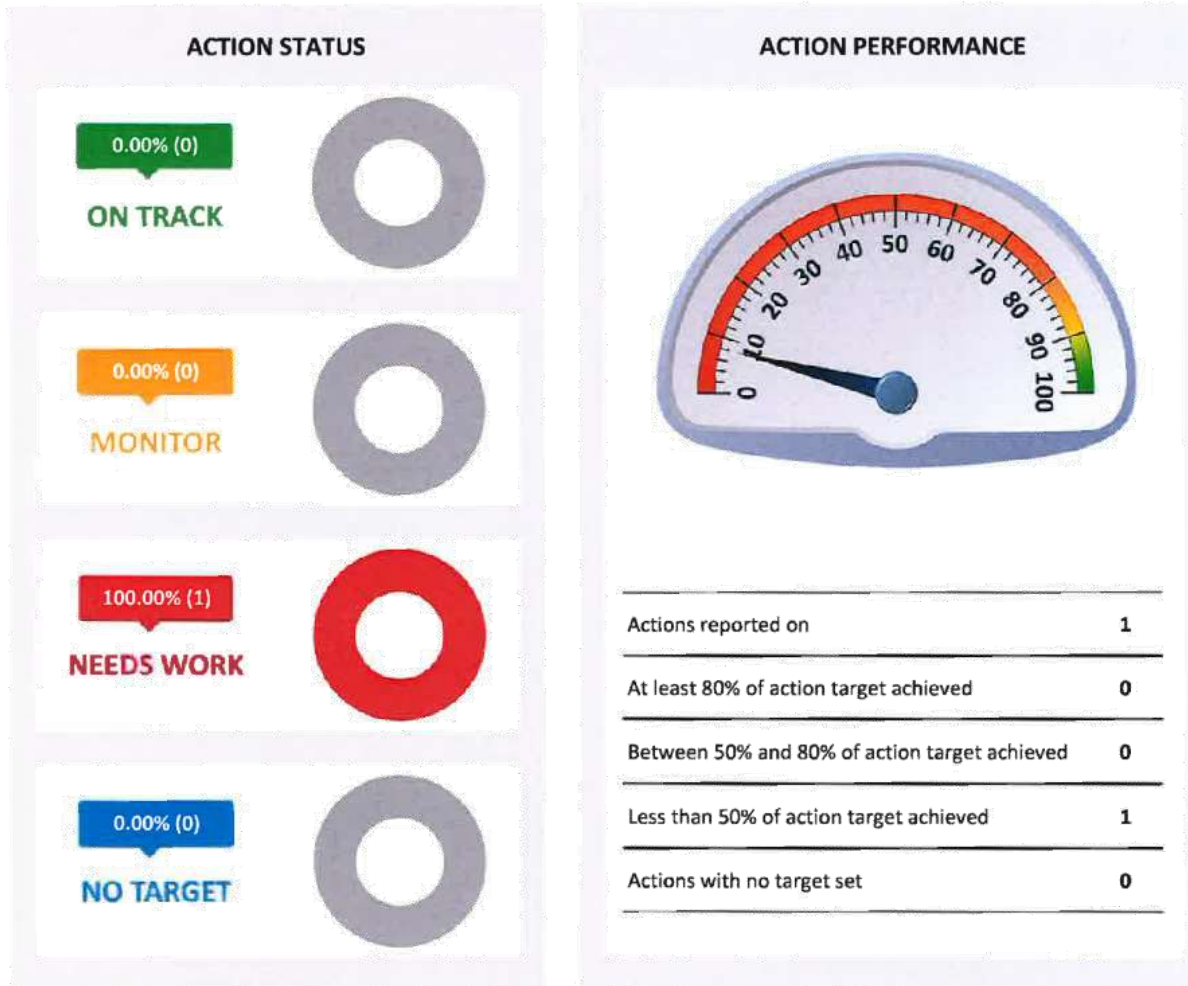 ACTION STATUS
0.00% (0)
ON TRACK
0.00% (0)
MONITOR
100.00% (1)
NEEDS WORK
0.00% (0)
NO TARGET
ACTION PERFORMANCE
0 10 20 30 40 50 60 70 80 90 100
Actions reported on 1
At least 80% of action target achieved 0
Between 50% and 80% of action target achieved 0
Less than 50% of action target achieved 1
Actions with no target set 0